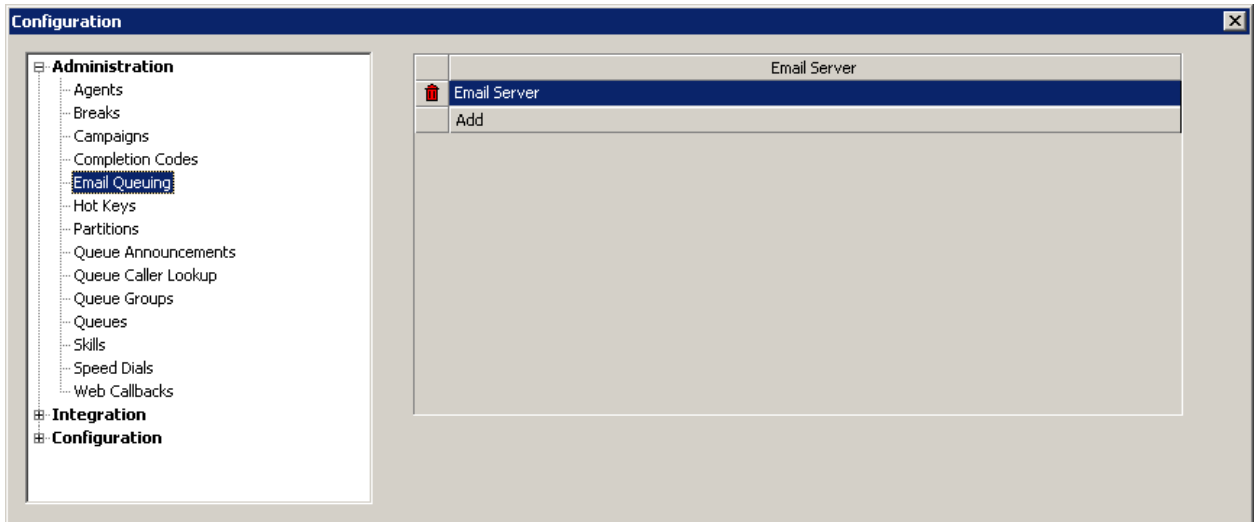 Configuration
Administration
Agents
Breaks
Campaigns
Completion Codes
Email Queuing
Hot Keys
Partitions
Queue Announcements
Queue Caller Lookup
Queue Groups
Queues
Skills
Speed Dials
Web Callbacks
Integration
Configuration
Email Server
Email Server
Add